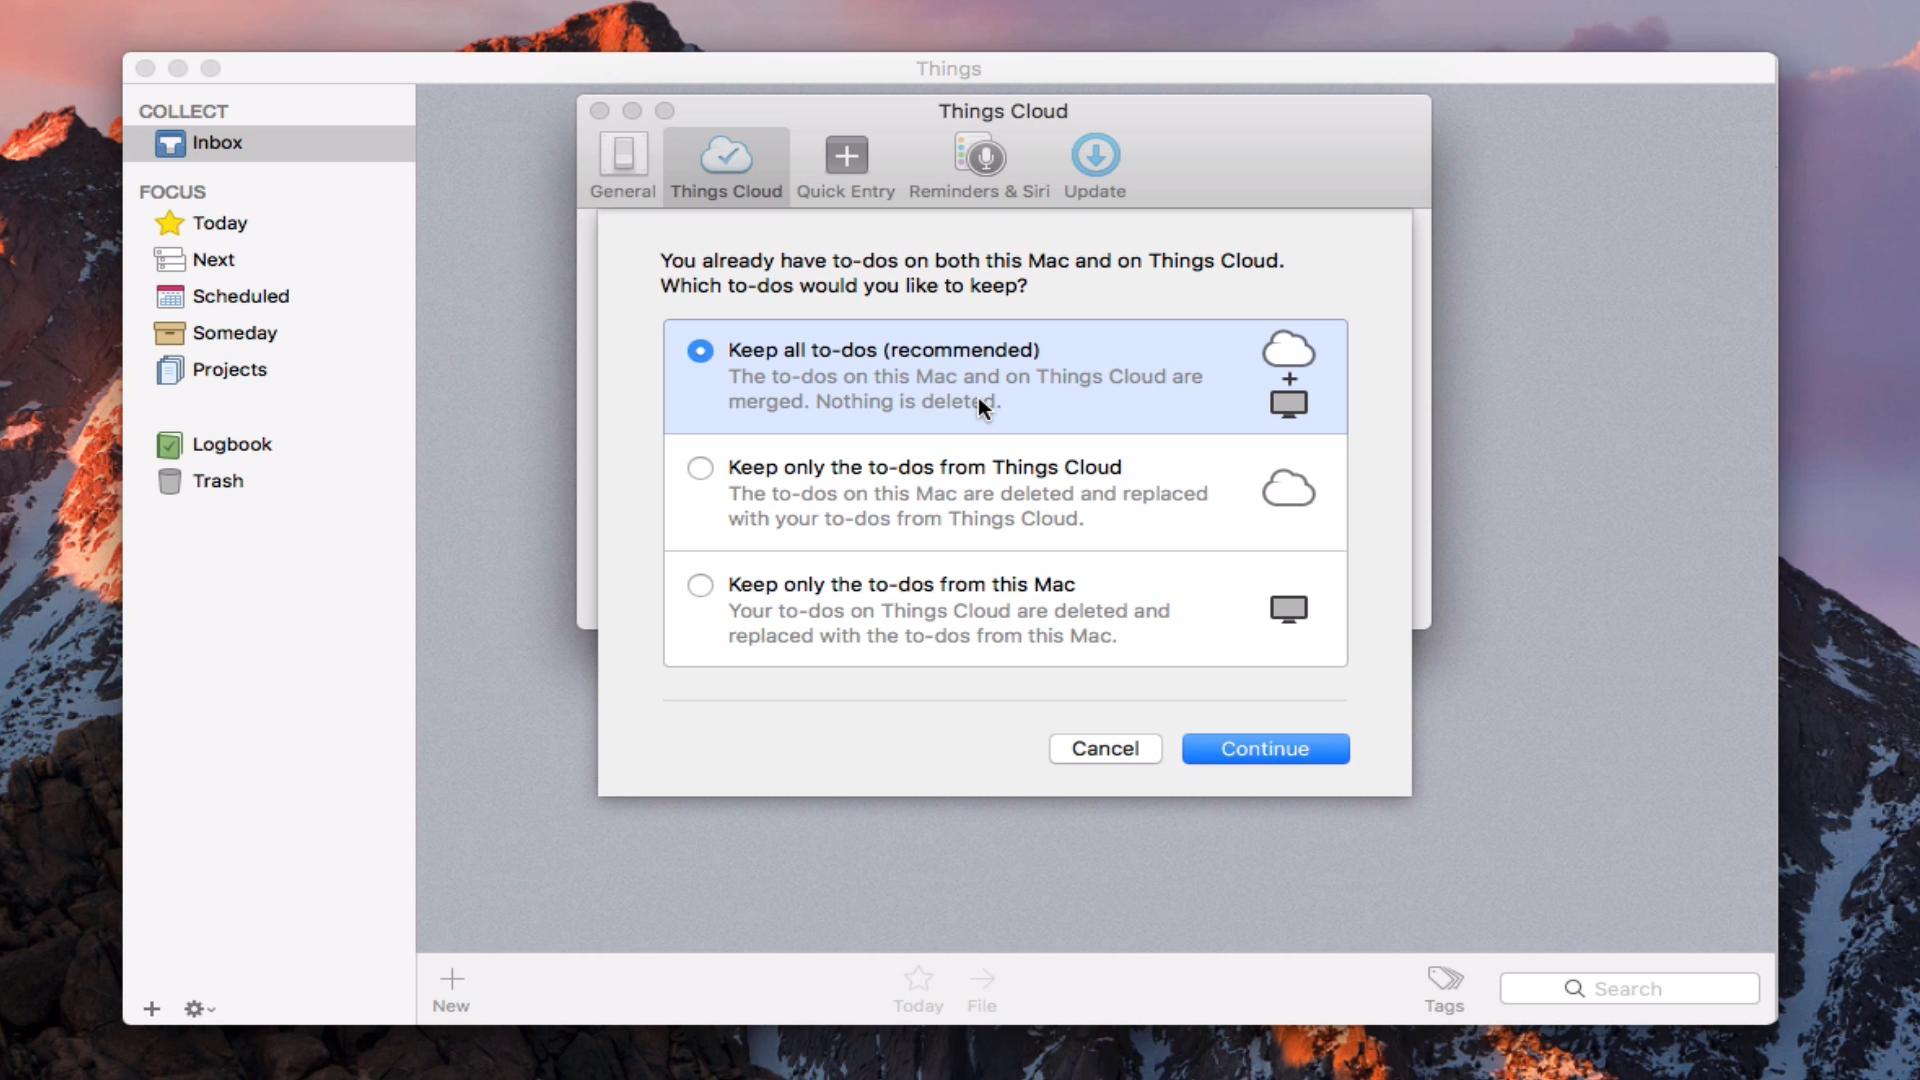 Things
COLLECT
Inbox
FOCUS
Today
Next
Scheduled
Someday
Projects
Logbook
Trash
Things Cloud
General
Things Cloud
Quick Entry
Reminders & Siri
Update
You already have to-dos on both this Mac and on Things Cloud.
Which to-dos would you like to keep?
Keep all to-dos (recommended)
The to-dos on this Mac and on Things Cloud are
merged. Nothing is deleted.
Keep only the to-dos from Things Cloud
The to-dos on this Mac are deleted and replaced
with your to-dos from Things Cloud.
Keep only the to-dos from this Mac
Your to-dos on Things Cloud are deleted and
replaced with the to-dos from this Mac.
Cancel
Continue
New
Today
File
Tags
Search